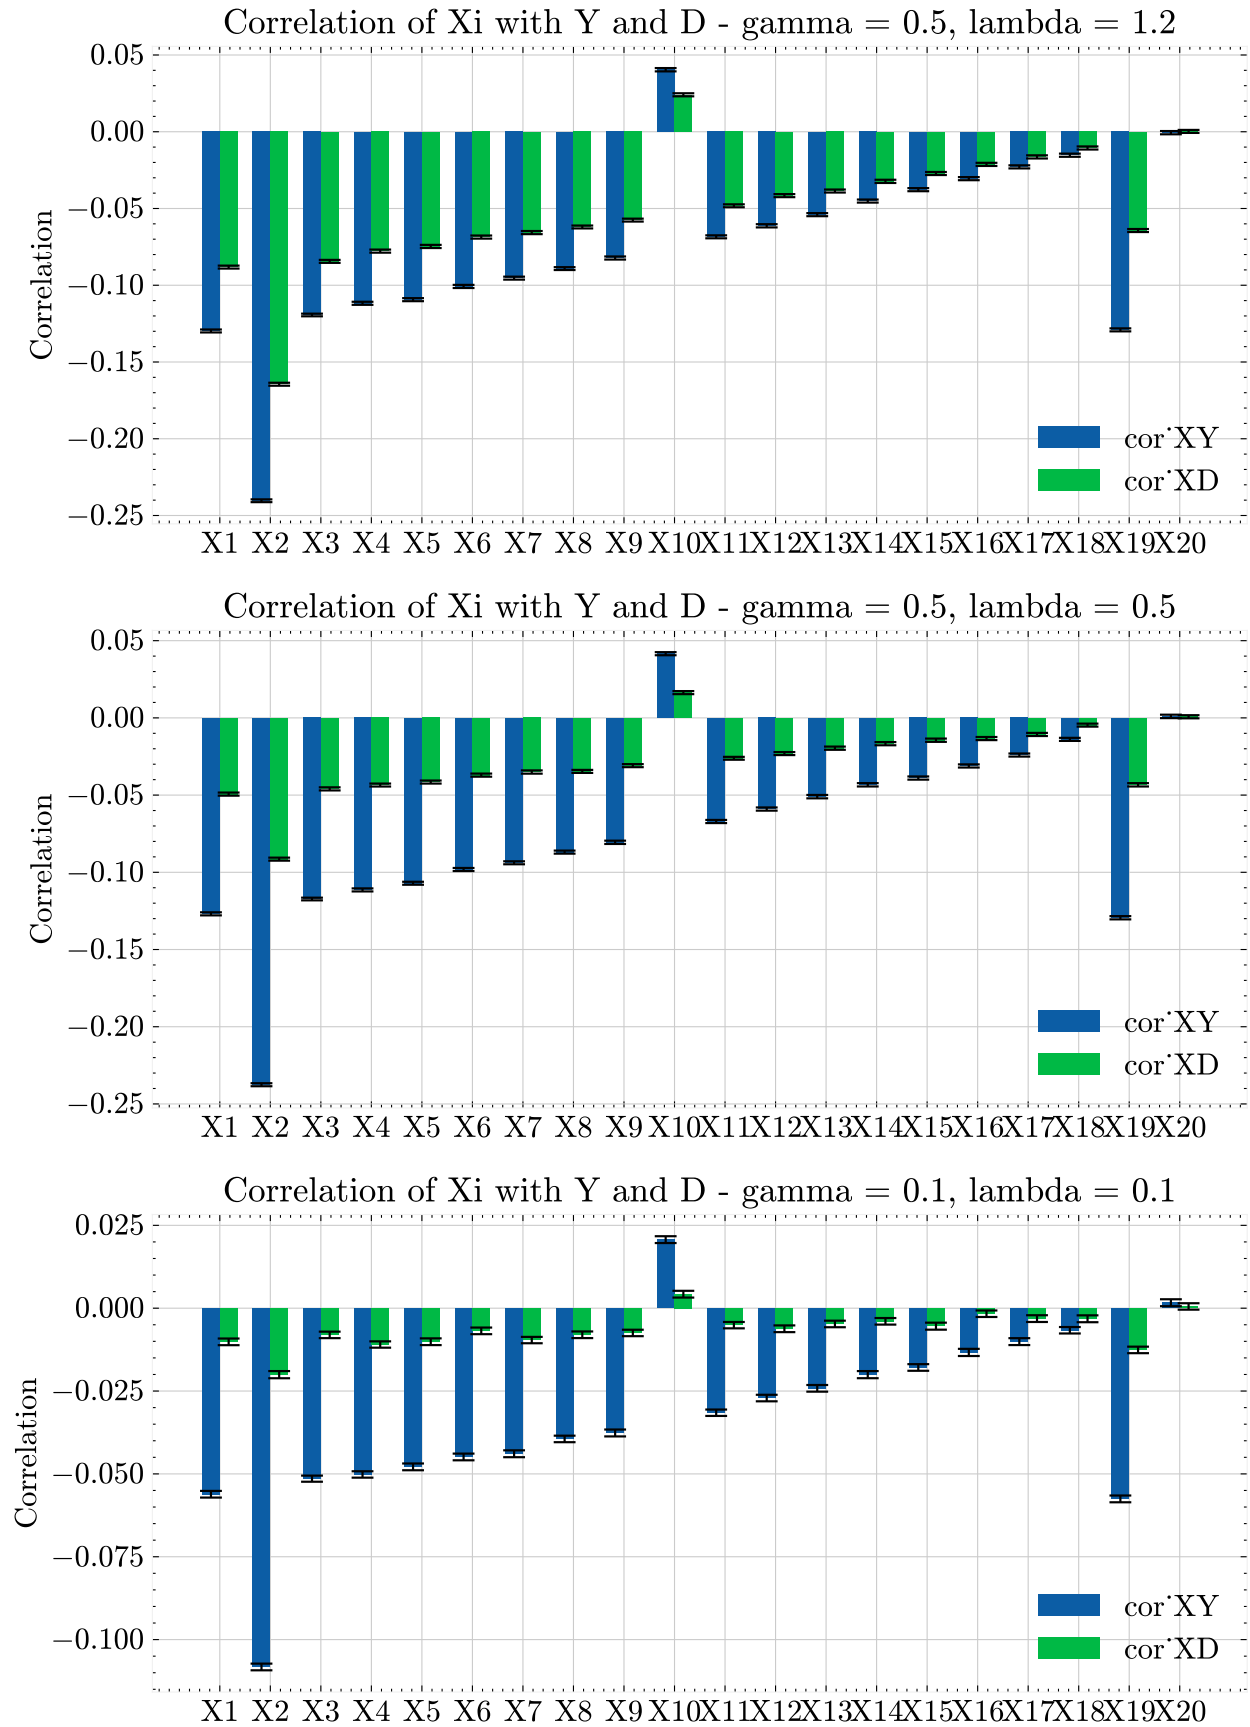 Correlation of Xi with Y and D - gamma = 0.5, lambda = 1.2
0.05
0.00
−0.05
−0.10
−0.15
−0.20
−0.25
Correlation
cor˙XY
cor˙XD
X1 X2 X3 X4 X5 X6 X7 X8 X9 X10 X11 X12 X13 X14 X15 X16 X17 X18 X19 X20
Correlation of Xi with Y and D - gamma = 0.5, lambda = 0.5
0.05
0.00
−0.05
−0.10
−0.15
−0.20
−0.25
Correlation
cor˙XY
cor˙XD
X1 X2 X3 X4 X5 X6 X7 X8 X9 X10 X11 X12 X13 X14 X15 X16 X17 X18 X19 X20
Correlation of Xi with Y and D - gamma = 0.1, lambda = 0.1
0.025
0.000
−0.025
−0.050
−0.075
−0.100
Correlation
cor˙XY
cor˙XD
X1 X2 X3 X4 X5 X6 X7 X8 X9 X10 X11 X12 X13 X14 X15 X16 X17 X18 X19 X20